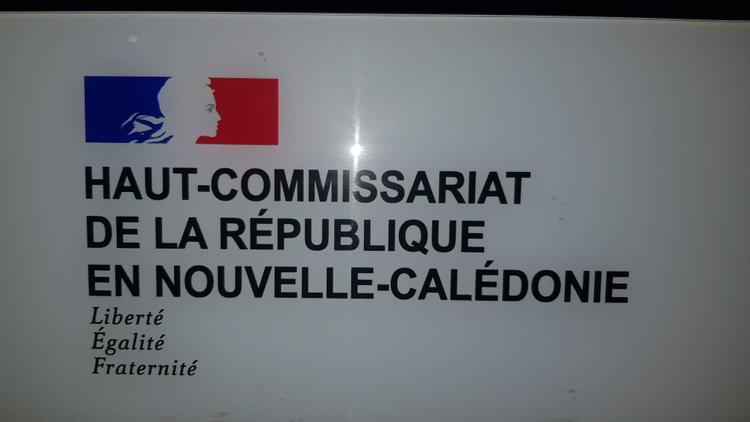 HAUT-COMMISSARIAT
DE LA RÉPUBLIQUE
EN NOUVELLE-CALÉDONIE
Liberté
Égalité
Fraternité